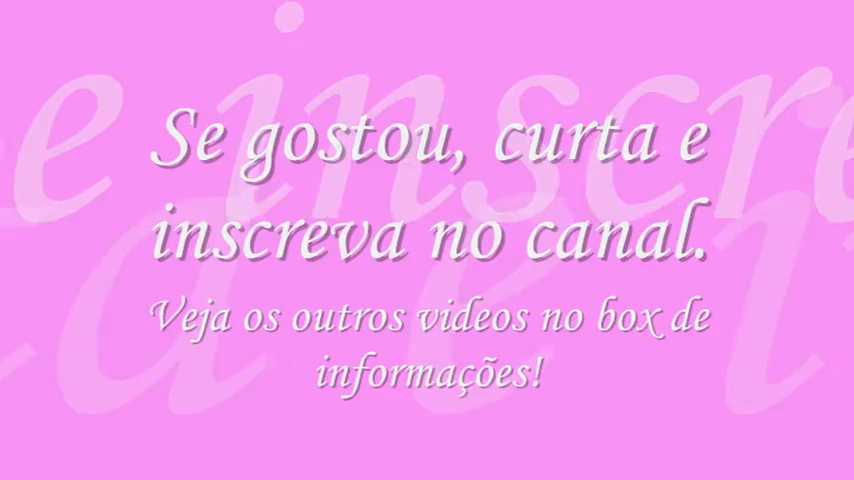 Se gostou, curta e
inscreva no canal.
Veja os outros videos no box de
informações!